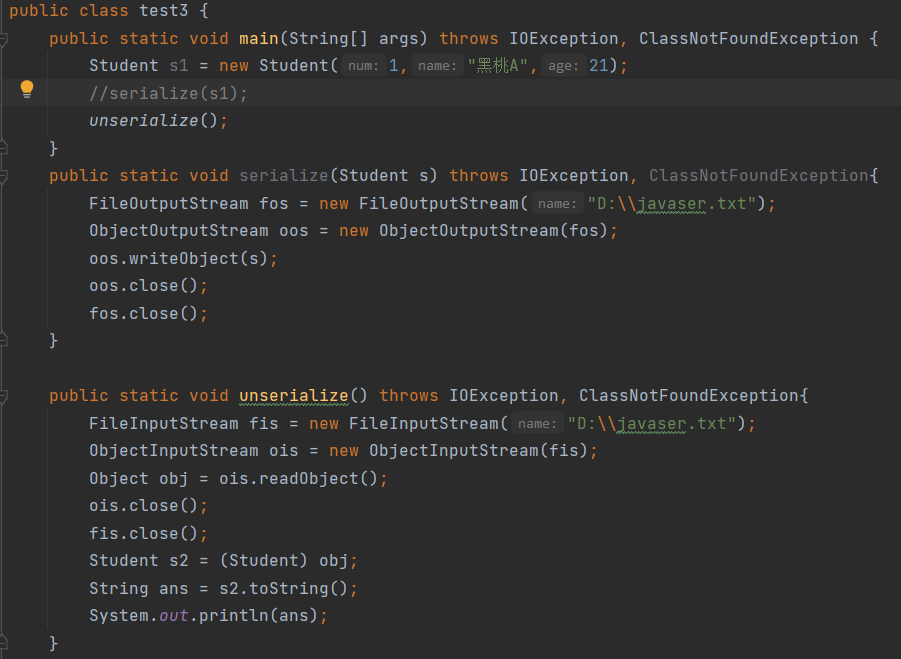 public class test3 {
public static void main(String[] args) throws IOException, ClassNotFoundException {
Student s1 = new Student( num: 1, name: "黑桃A", age: 21);
//serialize(s1);
unserialize();
}
public static void serialize(Student s) throws IOException, ClassNotFoundException{
FileOutputStream fos = new FileOutputStream( name: "D:\\javaser.txt");
ObjectOutputStream oos = new ObjectOutputStream(fos);
oos.writeObject(s);
oos.close();
fos.close();
}
public static void unserialize() throws IOException, ClassNotFoundException{
FileInputStream fis = new FileInputStream( name: "D:\\javaser.txt");
ObjectInputStream ois = new ObjectInputStream(fis);
Object obj = ois.readObject();
ois.close();
fis.close();
Student s2 = (Student) obj;
String ans = s2.toString();
System.out.println(ans);
}